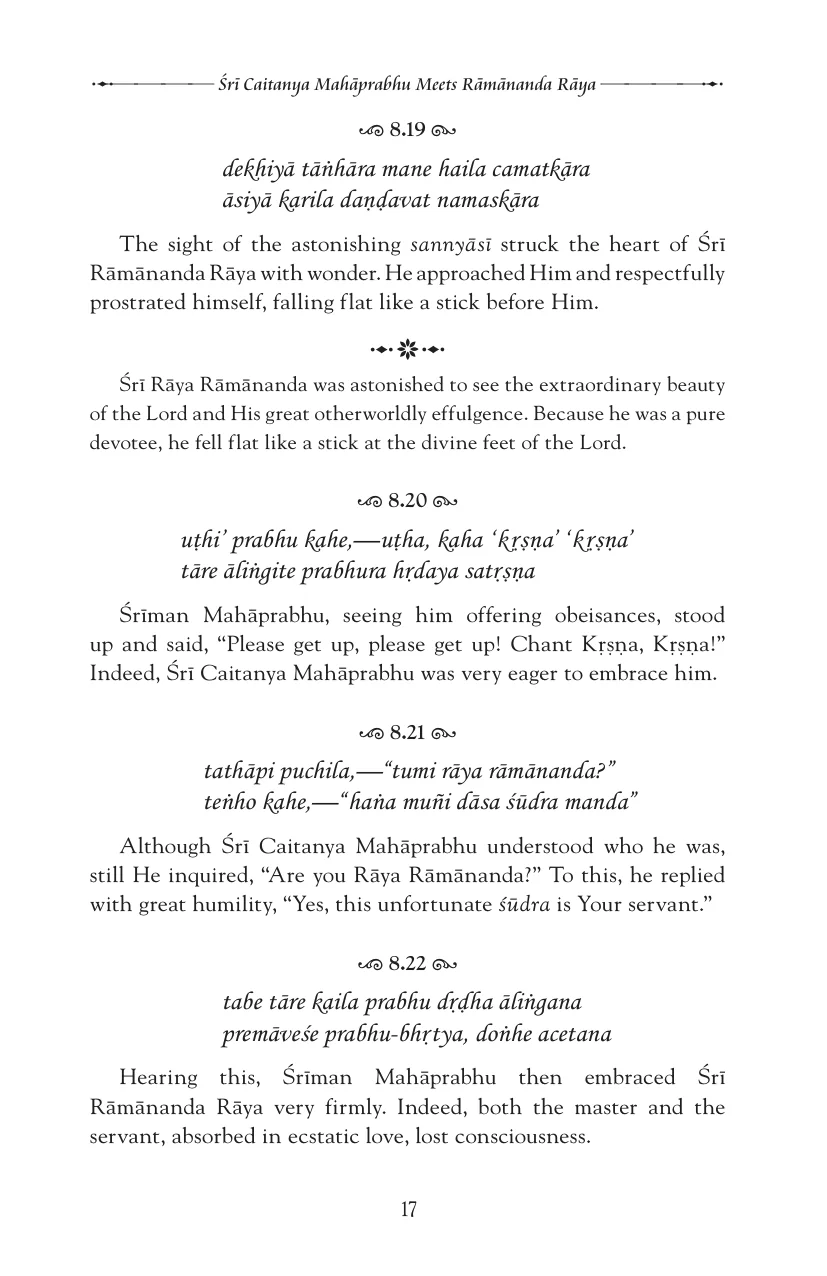 Śrī Caitanya Mahāprabhu Meets Rāmānanda Rāya
8.19
dekhiyā tāṅhāra mane haila camatkāra
āsiyā karila daṇḍavat namaskāra
The sight of the astonishing sannyāsī struck the heart of Śrī
Rāmānanda Rāya with wonder. He approached Him and respectfully
prostrated himself, falling flat like a stick before Him.
Śrī Rāya Rāmānanda was astonished to see the extraordinary beauty
of the Lord and His great otherworldly effulgence. Because he was a pure
devotee, he fell flat like a stick at the divine feet of the Lord.
8.20
uṭhi’ prabhu kahe,—uṭha, kaha ‘kṛṣṇa’ ‘kṛṣṇa’
tāre āliṅgite prabhura hṛdaya satṛṣṇa
Śrīman Mahāprabhu, seeing him offering obeisances, stood
up and said, “Please get up, please get up! Chant Kṛṣṇa, Kṛṣṇa!”
Indeed, Śrī Caitanya Mahāprabhu was very eager to embrace him.
8.21
tathāpi puchila,—“tumi rāya rāmānanda?”
teṅho kahe,—“haṅa muñi dāsa śūdra manda”
Although Śrī Caitanya Mahāprabhu understood who he was,
still He inquired, “Are you Rāya Rāmānanda?” To this, he replied
with great humility, “Yes, this unfortunate śūdra is Your servant.”
8.22
tabe tāre kaila prabhu dṛḍha āliṅgana
premāveśe prabhu-bhṛtya, doṅhe acetana
Hearing this, Śrīman Mahāprabhu then embraced Śrī
Rāmānanda Rāya very firmly. Indeed, both the master and the
servant, absorbed in ecstatic love, lost consciousness.
17